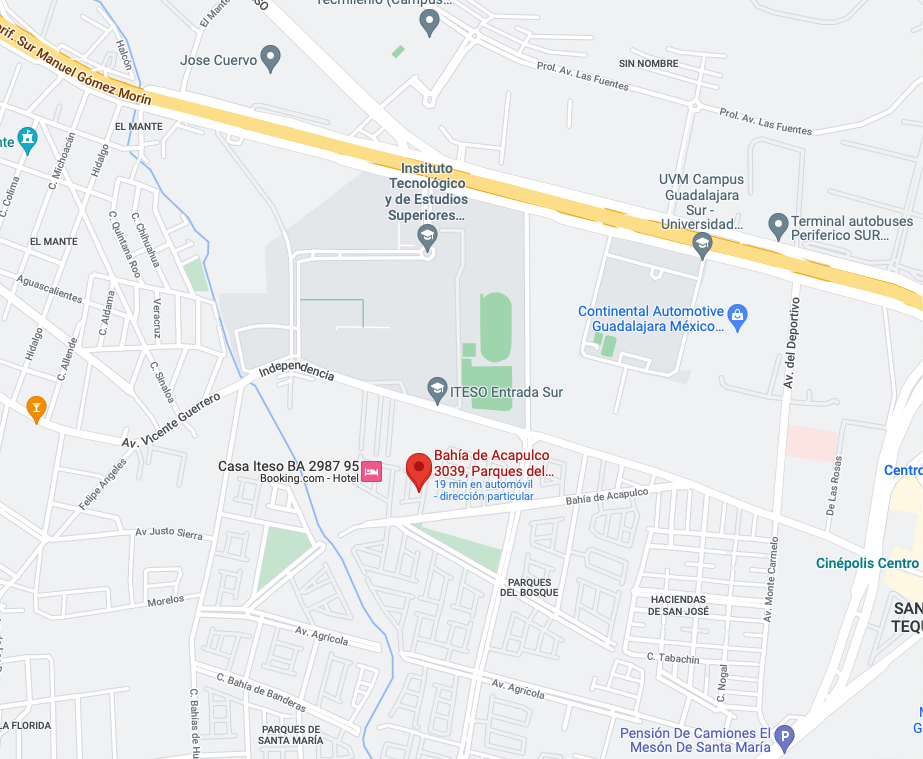 Tecmilenio (Campus...
El Mante
Halcón
Jose Cuervo
SIN NOMBRE
Prol. Av. Las Fuentes
Prol. Av. Las Fuentes
Perif. Sur Manuel Gómez Morín
EL MANTE
C. Michoacán
Hidalgo
C. Colima
Instituto
Tecnológico
y de Estudios
Superiores...
UVM Campus
Guadalajara
Sur -
Universidad...
Terminal autobuses
Periferico SUR...
EL MANTE
C. Chihuahua
C. Quintana Roo
Aguascalientes
C. Aldama
Veracruz
Hidalgo
C. Allende
C. Sinaloa
Continental Automotive
Guadalajara México...
Av. del Deportivo
Independencia
ITESO Entrada Sur
Av. Vicente Guerrero
Felipe Angeles
Casa Iteso BA 2987 95
Booking.com - Hotel
Bahía de Acapulco
3039, Parques del...
19 min en automóvil
- dirección particular
Bahía de Acapulco
De Las Rosas
Centro
Av Justo Sierra
Cinépolis Centro
PARQUES
DEL BOSQUE
Av. Monte Carmelo
Morelos
HACIENDAS
DE SAN JOSÉ
SAN
TEQU
Av. Agrícola
C. Tabachin
C. Nogal
C. Bahía de Banderas
Av. Agrícola
C. Bahías de Hu
LA FLORIDA
PARQUES DE
SANTA MARÍA
Pensión De Camiones El
Mesón De Santa María
P